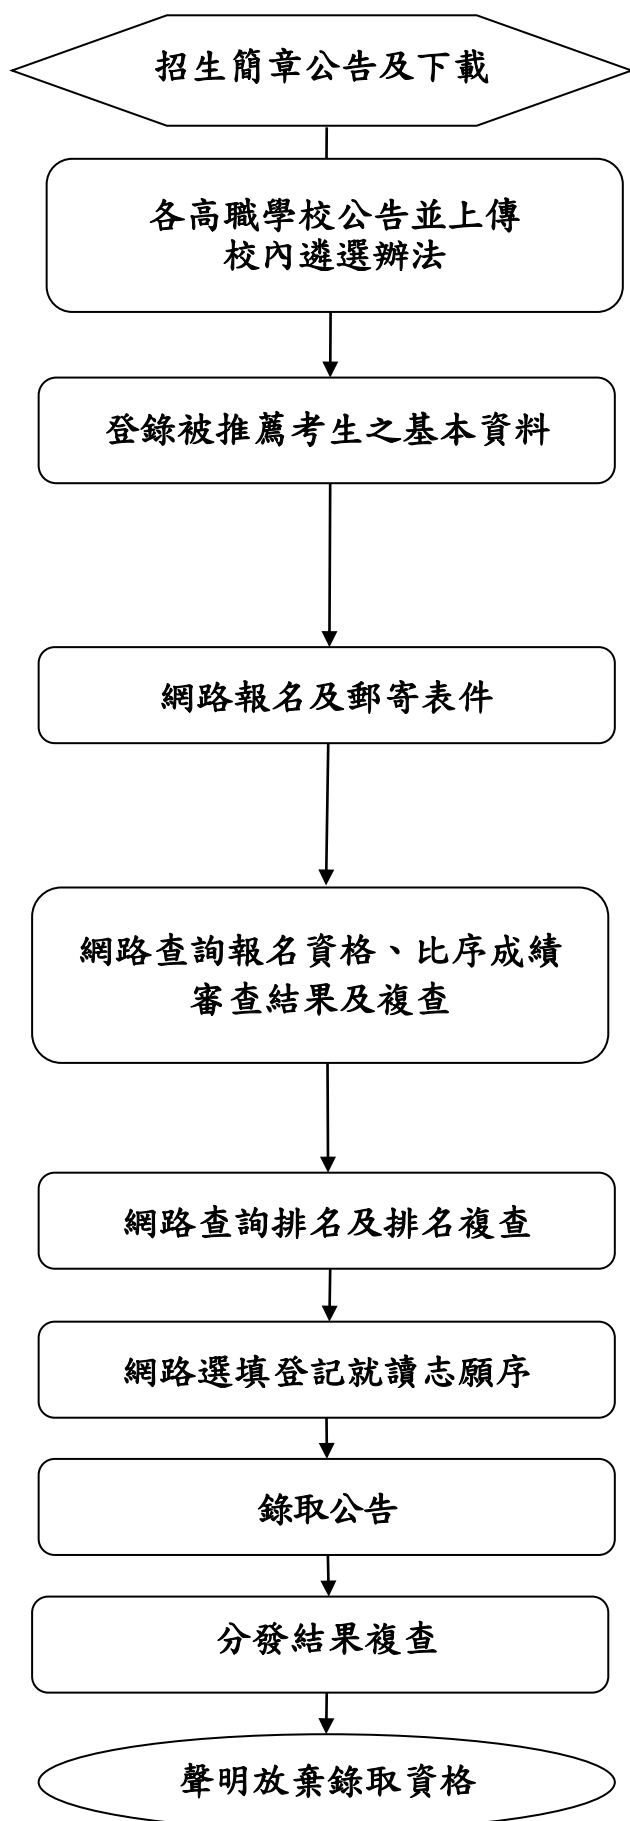 招生簡章公告及下載
各高職學校公告並上傳
校內遴選辦法
登錄被推薦考生之基本資料
網路報名及郵寄表件
網路查詢報名資格、比序成績
審查結果及複查
網路查詢排名及排名複查
網路選填登記就讀志願序
錄取公告
分發結果複查
聲明放棄錄取資格